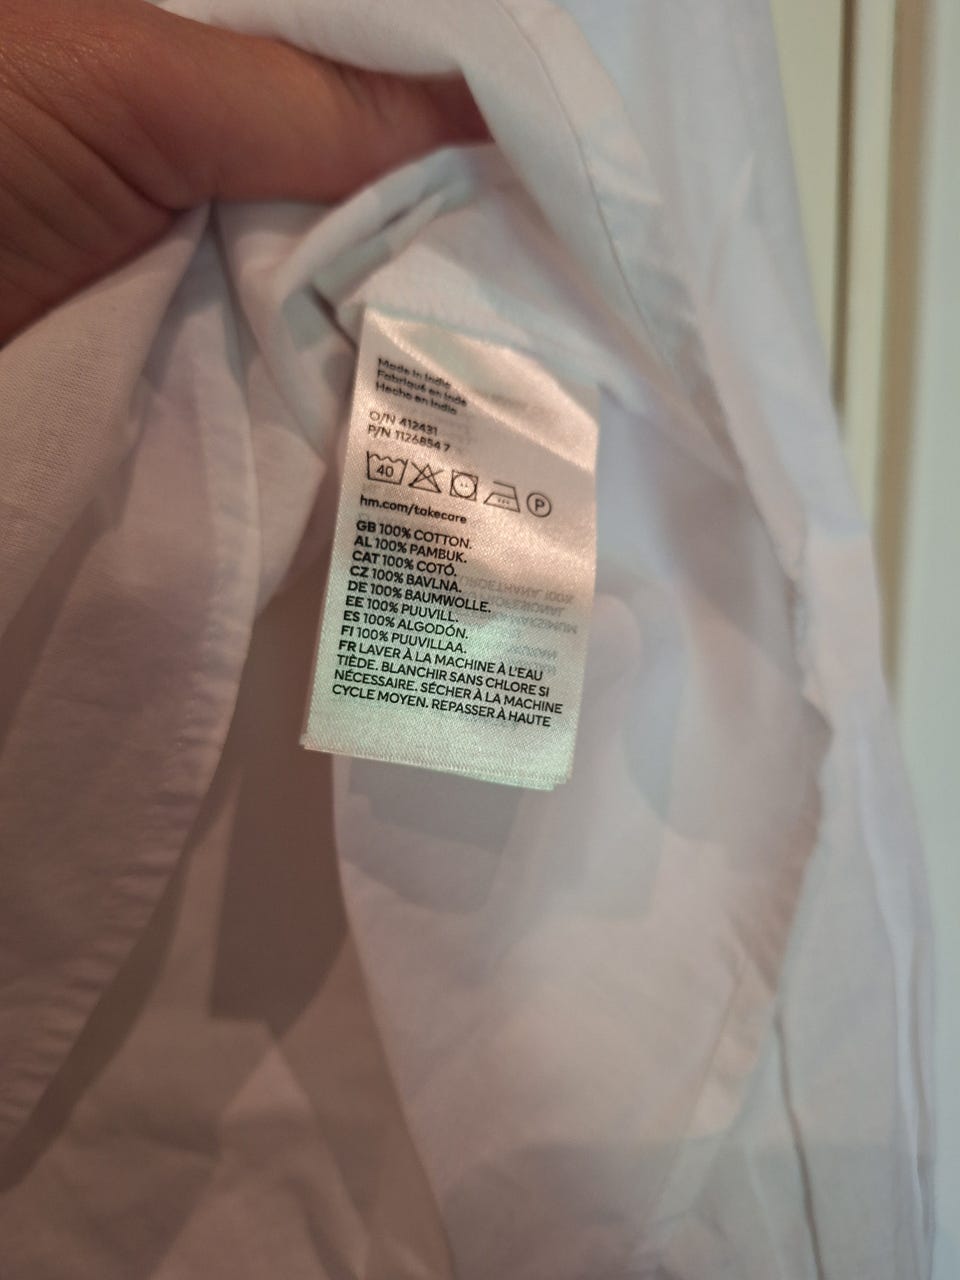 Made in India
Fabriqué en Inde
Hecho en India
O/N 412431
P/N 11268547
40
P
hm.com/takecare
GB 100% COTTON.
AL 100% PAMBUK.
CAT 100% COTÓ.
CZ 100% BAVLNA.
DE 100% BAUMWOLLE.
EE 100% PUUVILL.
ES 100% ALGODÓN.
FI 100% PUUVILLAA.
FR LAVER À LA MACHINE À L'EAU
TIÈDE. BLANCHIR SANS CHLORE SI
NÉCESSAIRE. SÉCHER À LA MACHINE
CYCLE MOYEN. REPASSER À HAUTE